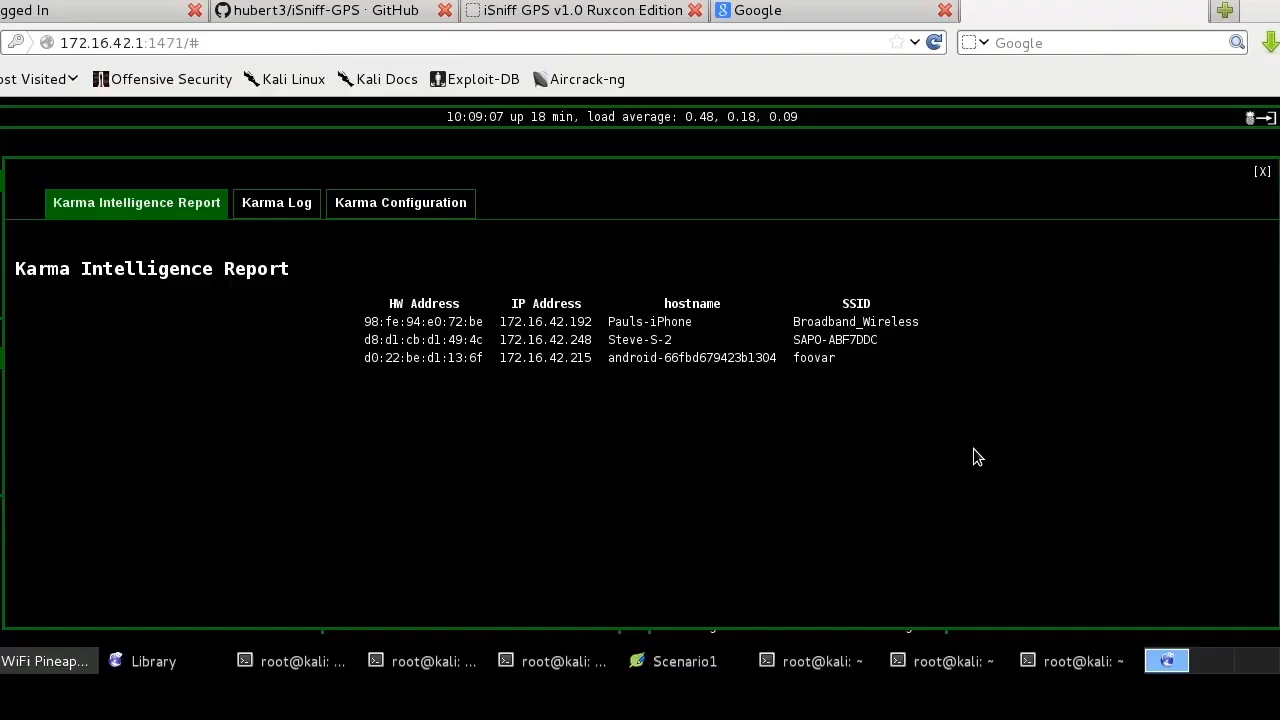 gged In
hubert3/iSniff-GPS · GitHub
iSniff GPS v1.0 Ruxcon Edition
Google
172.16.42.1:1471/#
Google
ost Visited
Offensive Security
Kali Linux
Kali Docs
Exploit-DB
Aircrack-ng
10:09:07 up 18 min, load average: 0.48, 0.18, 0.09
[X]
Karma Intelligence Report
Karma Log
Karma Configuration
Karma Intelligence Report
HW Address IP Address hostname SSID
98:fe:94:e0:72:be 172.16.42.192 Pauls-iPhone Broadband_Wireless
d8:d1:cb:d1:49:4c 172.16.42.248 Steve-S-2 SAPO-ABF7DDC
d0:22:be:d1:13:6f 172.16.42.215 android-66fbd679423b1304 foovar
WiFi Pineap...
Library
root@kali: ...
root@kali: ...
root@kali: ...
Scenario1
root@kali: ~
root@kali: ~
root@kali: ~